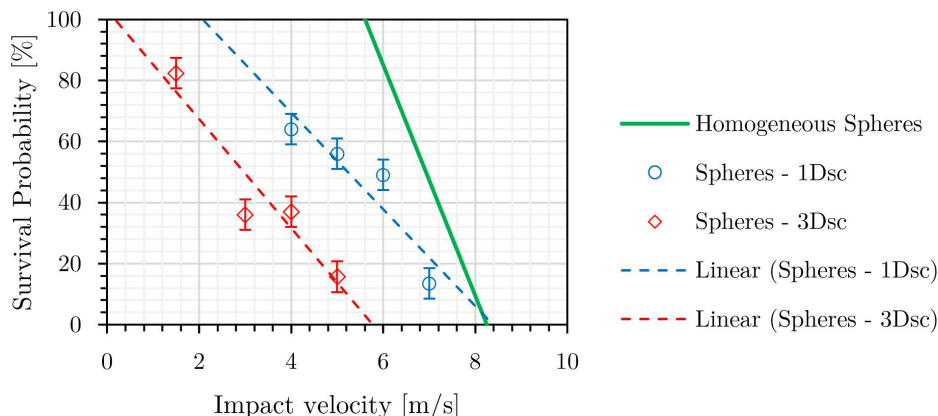 Survival Probability [%]
100
80
60
40
20
0
0 2 4 6 8 10
Impact velocity [m/s]
Homogeneous Spheres
Spheres - 1Dsc
Spheres - 3Dsc
Linear (Spheres - 1Dsc)
Linear (Spheres - 3Dsc)